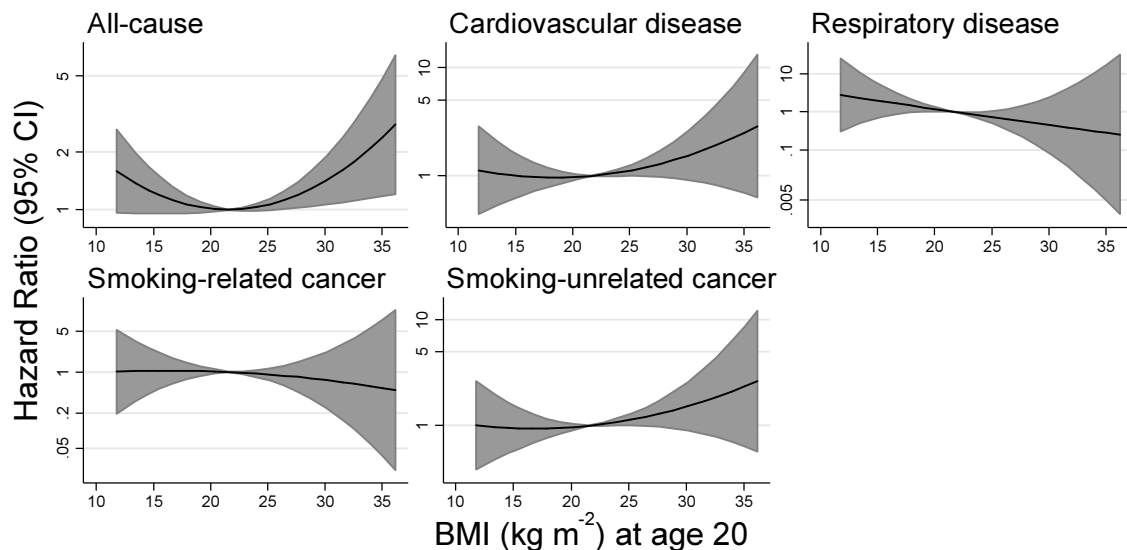 All-cause
Cardiovascular disease
Respiratory disease
Hazard Ratio (95% CI)
5
2
1
10 15 20 25 30 35
10
5
1
10 15 20 25 30 35
10
1
.1
.005
10 15 20 25 30 35
Smoking-related cancer
Smoking-unrelated cancer
5
1
.2
.05
10 15 20 25 30 35
10
5
1
10 15 20 25 30 35
BMI (kg m⁻²) at age 20